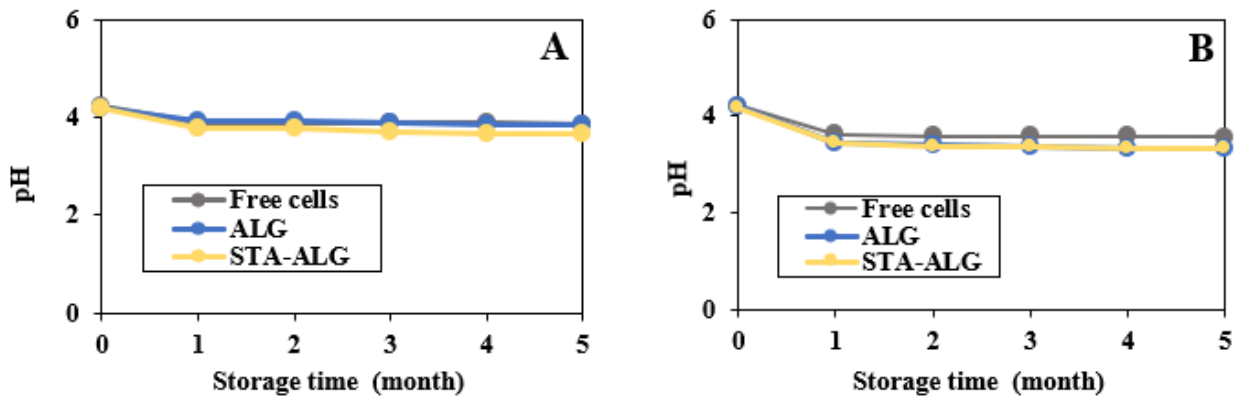 A
6
4
2
0
pH
Free cells
ALG
STA-ALG
0 1 2 3 4 5
Storage time (month)
B
6
4
2
0
pH
Free cells
ALG
STA-ALG
0 1 2 3 4 5
Storage time (month)